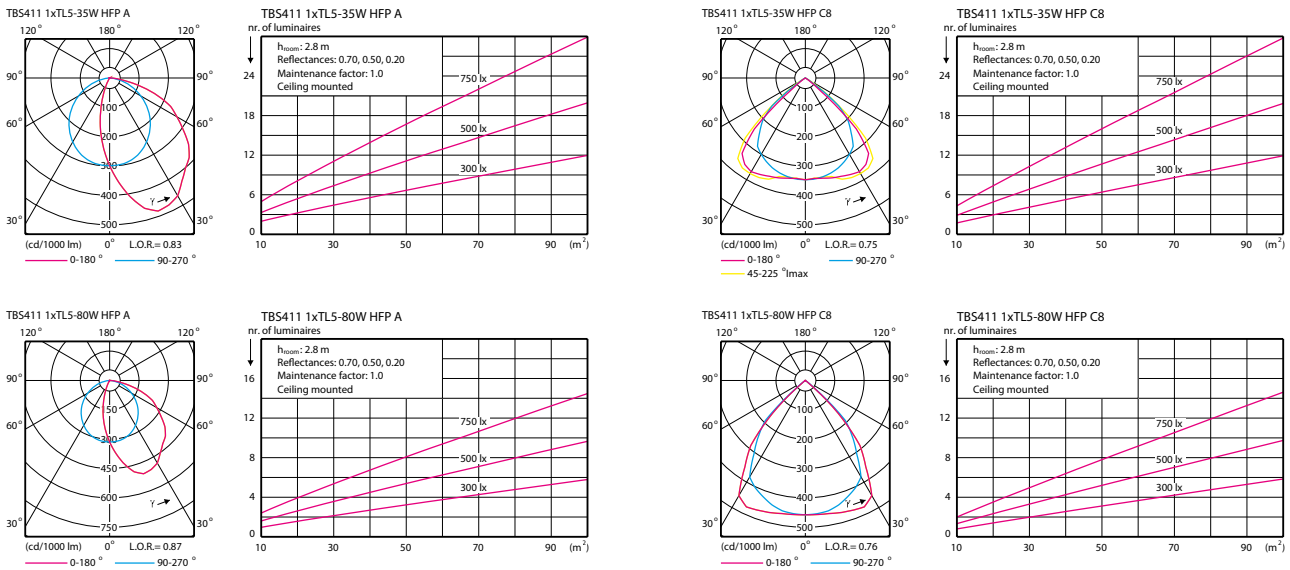 TBS411 1xTL5-35W HFP A
120° 180° 120°
90° 90°
60° 60°
30° 30°
100
200
300
400
500
γ
(cd/1000 lm) 0° L.O.R.= 0.83
0-180° 90-270°
TBS411 1xTL5-35W HFP A
nr. of luminaires
hroom: 2.8 m
Reflectances: 0.70, 0.50, 0.20
Maintenance factor: 1.0
Ceiling mounted
24
18
12
6
0
750 lx
500 lx
300 lx
10 30 50 70 90 (m²)
TBS411 1xTL5-35W HFP C8
120° 180° 120°
90° 90°
60° 60°
30° 30°
100
200
300
400
500
γ
(cd/1000 lm) 0° L.O.R.= 0.75
0-180° 90-270°
45-225° Imax
TBS411 1xTL5-35W HFP C8
nr. of luminaires
hroom: 2.8 m
Reflectances: 0.70, 0.50, 0.20
Maintenance factor: 1.0
Ceiling mounted
24
18
12
6
0
750 lx
500 lx
300 lx
10 30 50 70 90 (m²)
TBS411 1xTL5-80W HFP A
120° 180° 120°
90° 90°
60° 60°
30° 30°
150
300
450
600
750
γ
(cd/1000 lm) 0° L.O.R.= 0.87
0-180° 90-270°
TBS411 1xTL5-80W HFP A
nr. of luminaires
hroom: 2.8 m
Reflectances: 0.70, 0.50, 0.20
Maintenance factor: 1.0
Ceiling mounted
16
12
8
4
0
750 lx
500 lx
300 lx
10 30 50 70 90 (m²)
TBS411 1xTL5-80W HFP C8
120° 180° 120°
90° 90°
60° 60°
30° 30°
100
200
300
400
500
γ
(cd/1000 lm) 0° L.O.R.= 0.76
0-180° 90-270°
TBS411 1xTL5-80W HFP C8
nr. of luminaires
hroom: 2.8 m
Reflectances: 0.70, 0.50, 0.20
Maintenance factor: 1.0
Ceiling mounted
16
12
8
4
0
750 lx
500 lx
300 lx
10 30 50 70 90 (m²)